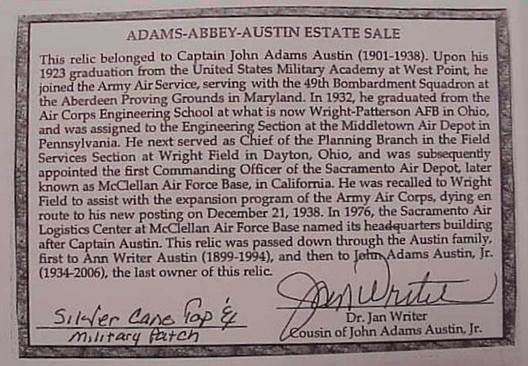 ADAMS-ABBEY-AUSTIN ESTATE SALE
This relic belonged to Captain John Adams Austin (1901-1938). Upon his
1923 graduation from the United States Military Academy at West Point, he
joined the Army Air Service, serving with the 49th Bombardment Squadron at
the Aberdeen Proving Grounds in Maryland. In 1932, he graduated from the
Air Corps Engineering School at what is now Wright-Patterson AFB in Ohio,
and was assigned to the Engineering Section at the Middletown Air Depot in
Pennsylvania. He next served as Chief of the Planning Branch in the Field
Services Section at Wright Field in Dayton, Ohio, and was subsequently
appointed the first Commanding Officer of the Sacramento Air Depot, later
known as McClellan Air Force Base, in California. He was recalled to Wright
Field to assist with the expansion program of the Army Air Corps, dying en
route to his new posting on December 21, 1938. In 1976, the Sacramento Air
Logistics Center at McClellan Air Force Base named its headquarters building
after Captain Austin. This relic was passed down through the Austin family,
first to Ann Writer Austin (1899-1994), and then to John Adams Austin, Jr.
(1934-2006), the last owner of this relic.
Jan Writer
Silver Cane Top &
Military Patch
Dr. Jan Writer
Cousin of John Adams Austin, Jr.